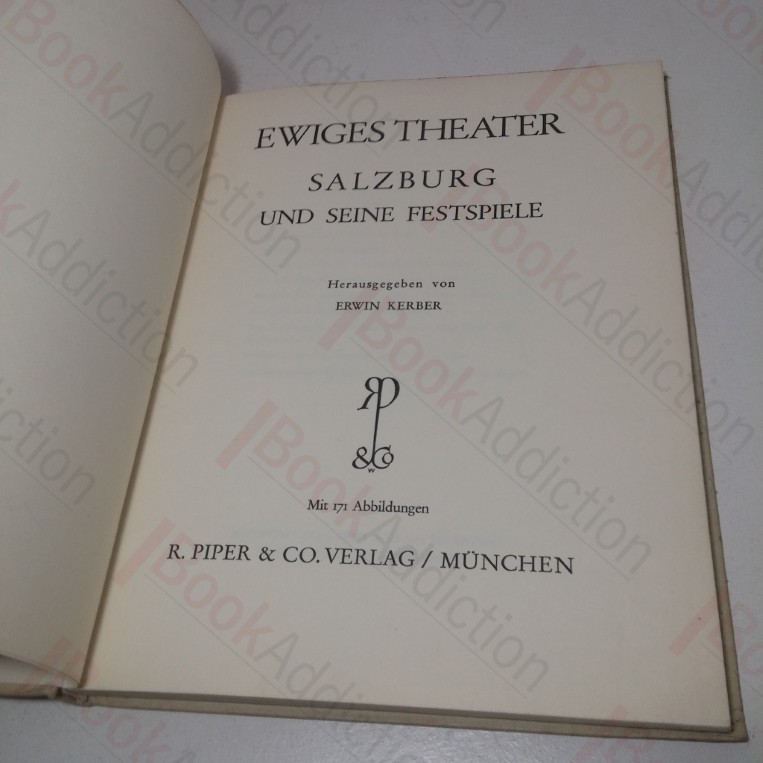 EWIGES THEATER
SALZBURG
UND SEINE FESTSPIELE
Herausgegeben von
ERWIN KERBER
RP
& Co
W
Mit 171 Abbildungen
R. PIPER & CO. VERLAG / MÜNCHEN
BookAddiction